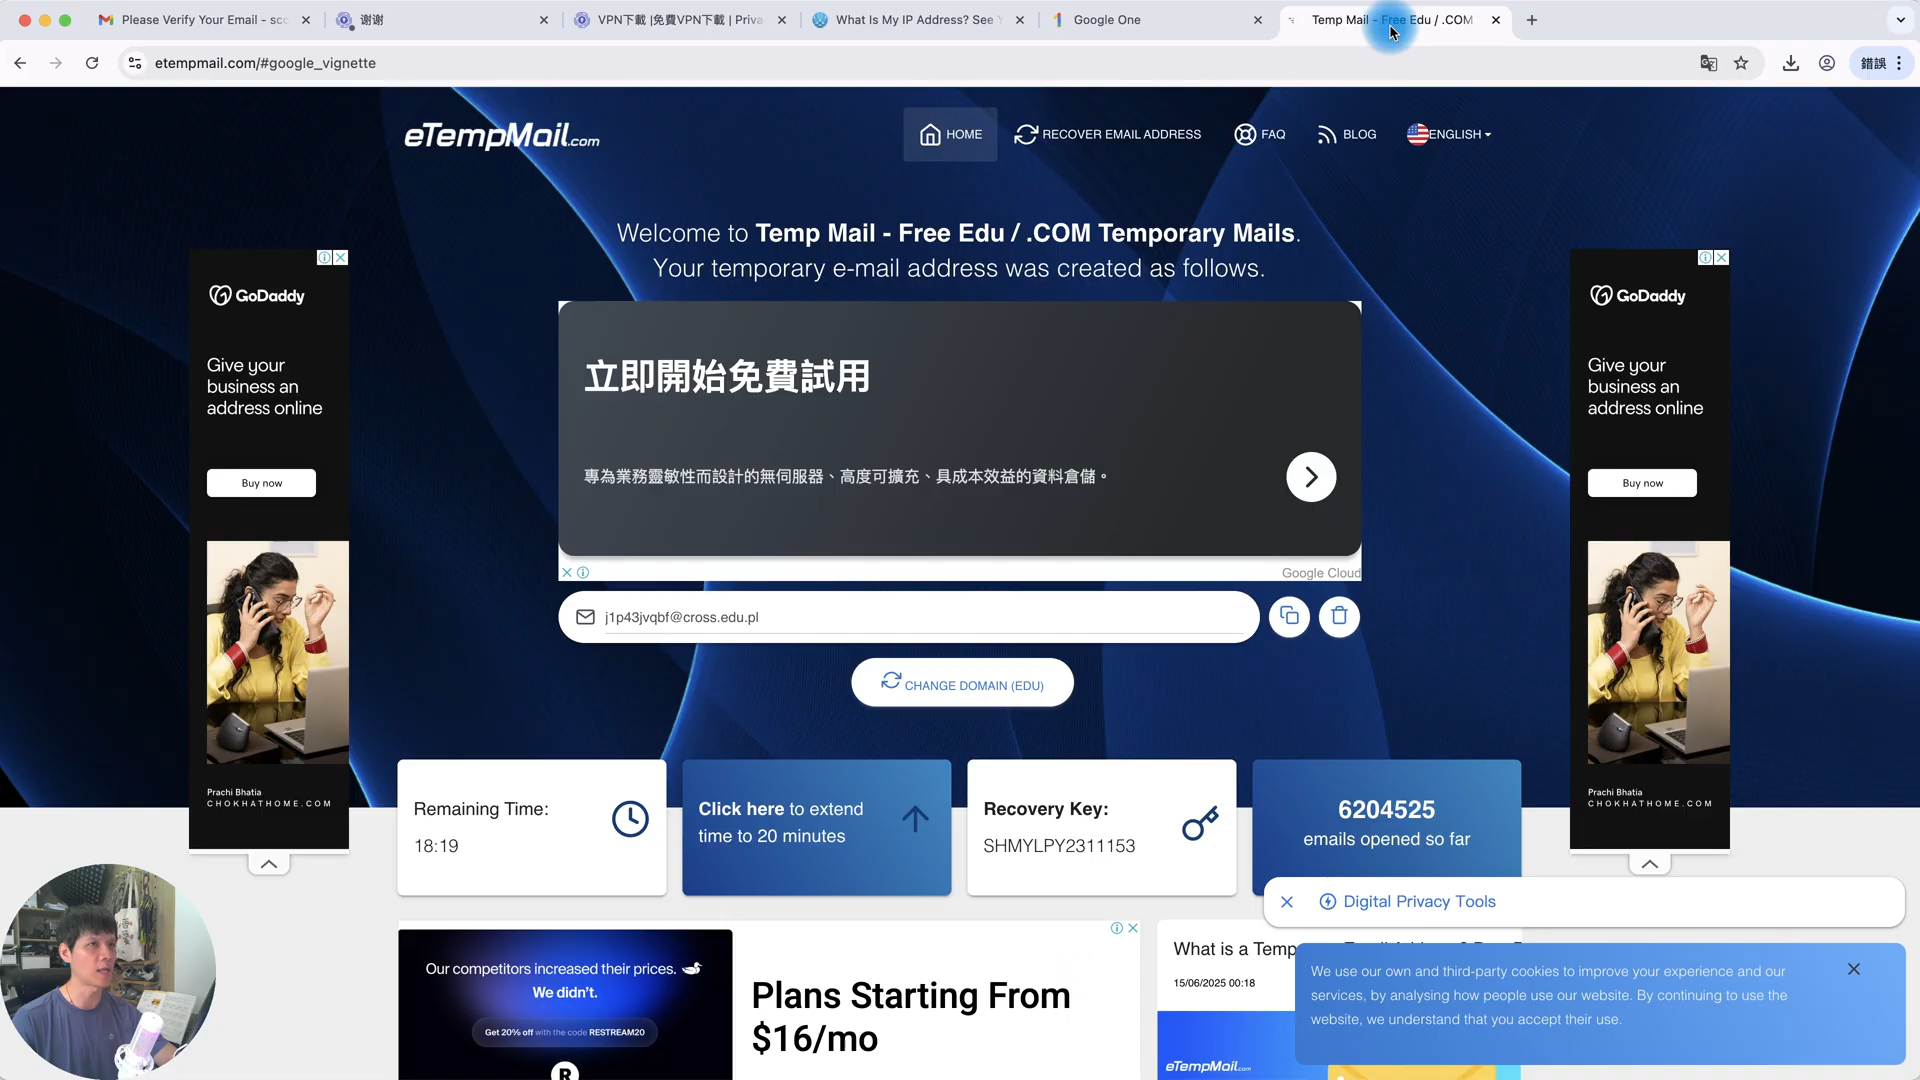 Please Verify Your Email - sc
谢谢
VPN下載 |免費VPN下載 | Priva
What Is My IP Address? See Y
Google One
Temp Mail - Free Edu / .COM
etempmail.com/#google_vignette
錯誤
eTempMail.com
HOME
RECOVER EMAIL ADDRESS
FAQ
BLOG
ENGLISH
Welcome to Temp Mail - Free Edu / .COM Temporary Mails.
Your temporary e-mail address was created as follows.
GoDaddy
Give your
business an
address online
Buy now
Prachi Bhatia
CHOKHATHOME.COM
立即開始免費試用
專為業務靈敏性而設計的無伺服器、高度可擴充、具成本效益的資料倉儲。
Google Cloud
GoDaddy
Give your
business an
address online
Buy now
Prachi Bhatia
CHOKHATHOME.COM
j1p43jvqbf@cross.edu.pl
CHANGE DOMAIN (EDU)
Remaining Time:
18:19
Click here to extend
time to 20 minutes
Recovery Key:
SHMYLPY2311153
6204525
emails opened so far
Digital Privacy Tools
Our competitors increased their prices.
We didn't.
Get 20% off with the code RESTREAM20
R
Plans Starting From
$16/mo
What is a Temp
15/06/2025 00:18
eTempMail.com
We use our own and third-party cookies to improve your experience and our
services, by analysing how people use our website. By continuing to use the
website, we understand that you accept their use.